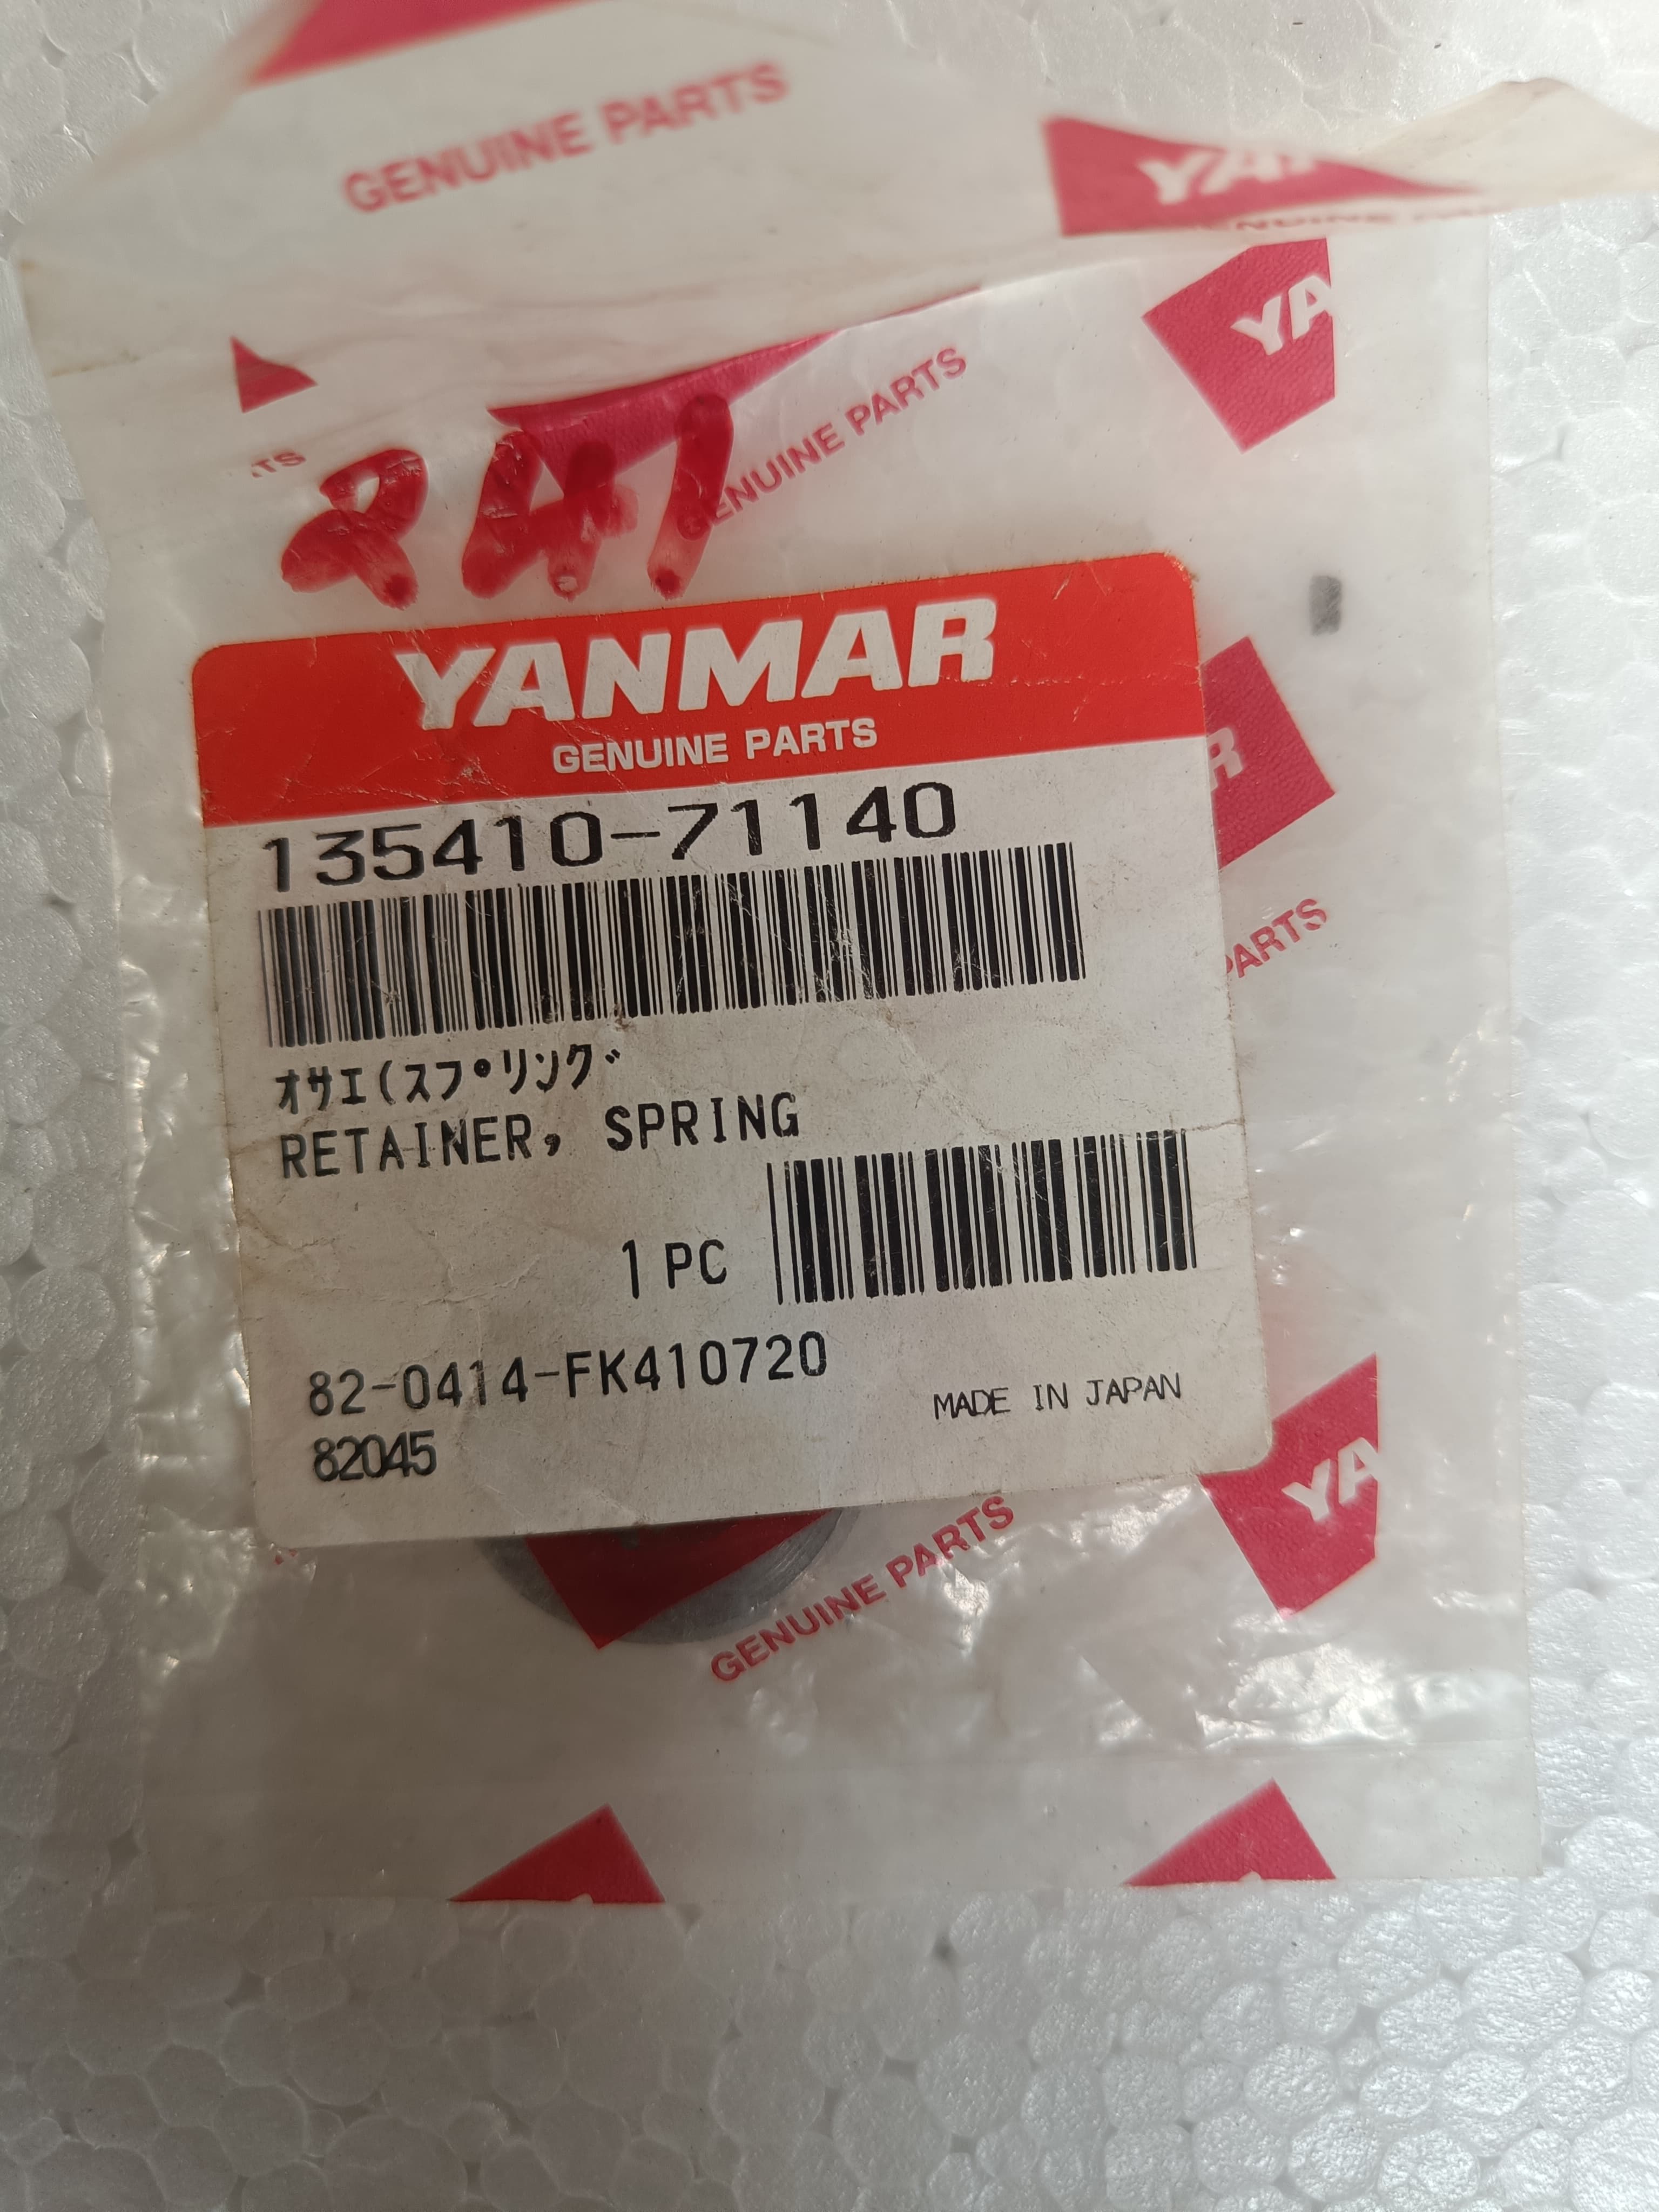 GENUINE PARTS
YA
GENUINE PARTS
241
YANMAR
GENUINE PARTS
135410-71140
オサエ(スプリング
RETAINER, SPRING
1 PC
82-0414-FK410720
MADE IN JAPAN
82045
R
PARTS
YA
GENUINE PARTS